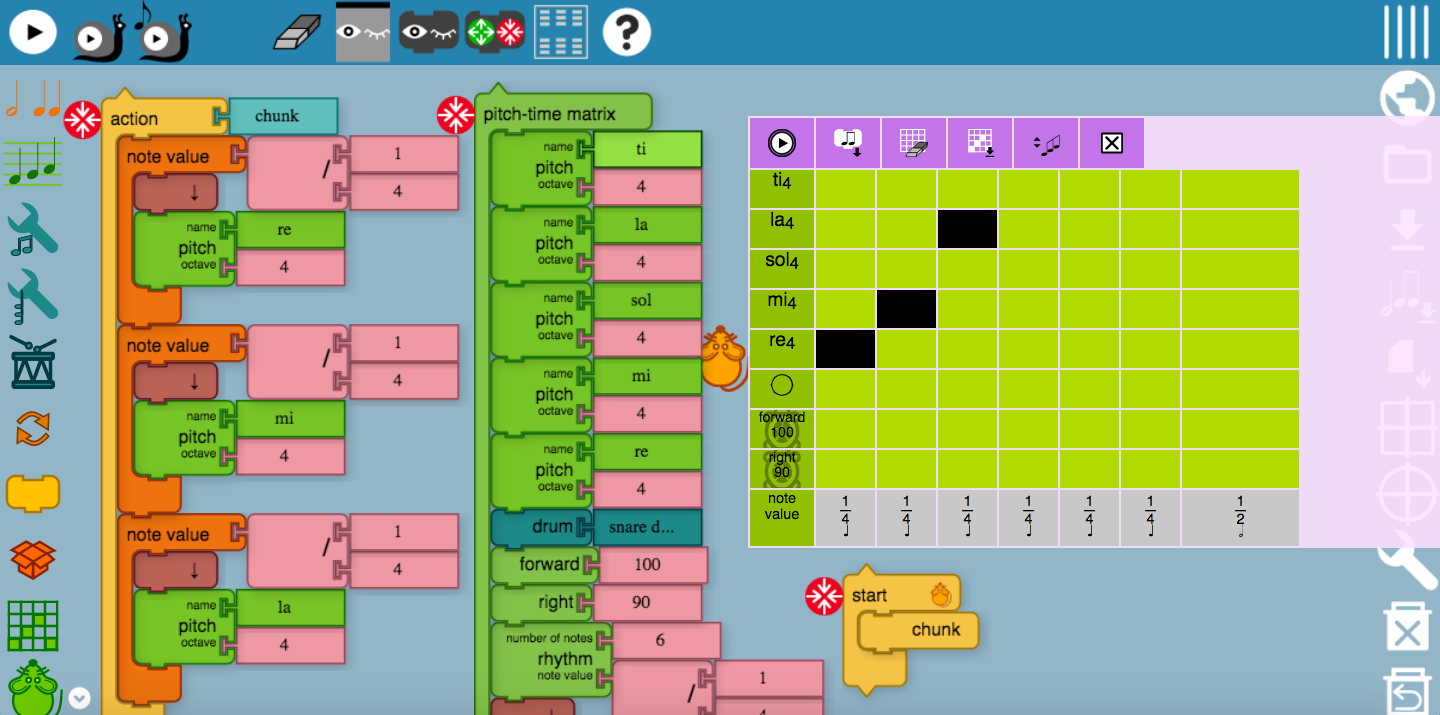 ?
action
chunk
note value
/
1
4
↓
name
re
pitch
octave
4
note value
/
1
4
↓
name
mi
pitch
octave
4
note value
/
1
4
↓
name
la
pitch
octave
4
pitch-time matrix
name
ti
pitch
octave
4
name
la
pitch
octave
4
name
sol
pitch
octave
4
name
mi
pitch
octave
4
name
re
pitch
octave
4
drum snare d...
forward 100
right 90
number of notes 6
rhythm
note value
/
1
4
↓
ti4
la4
sol4
mi4
re4
forward
100
right
90
note
value
1/4 1/4 1/4 1/4 1/4 1/4 1/2
start
chunk